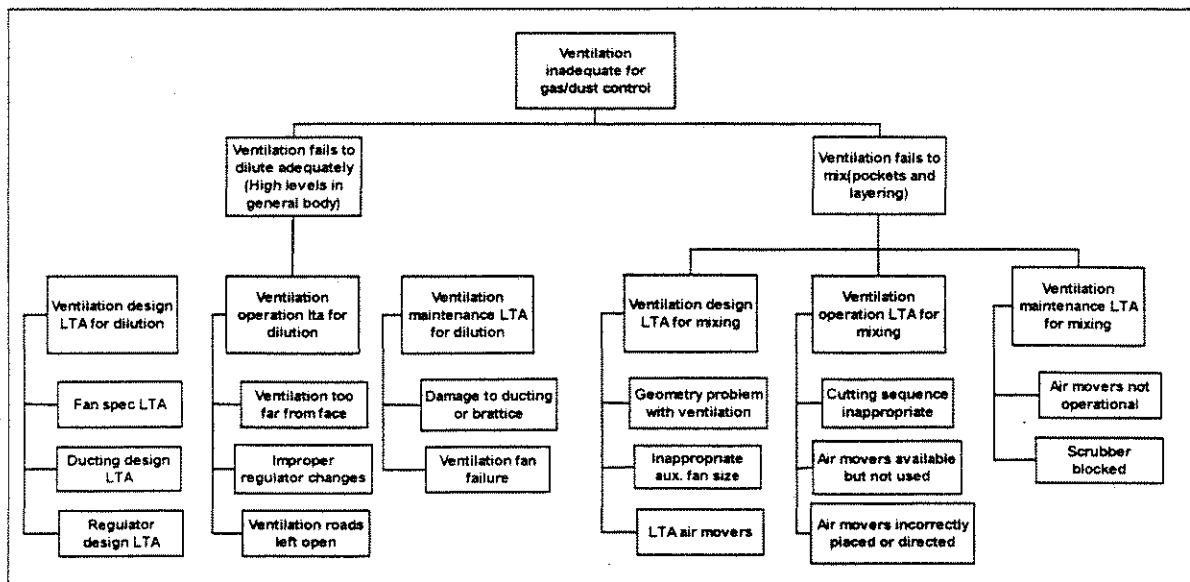 Ventilation
inadequate for
gas/dust control
Ventilation fails to
dilute adequately
(High levels in
general body)
Ventilation fails to
mix(pockets and
layering)
Ventilation design
LTA for dilution
Fan spec LTA
Ducting design
LTA
Regulator
design LTA
Ventilation
operation lta for
dilution
Ventilation too
far from face
Improper
regulator changes
Ventilation roads
left open
Ventilation
maintenance LTA
for dilution
Damage to ducting
or brattice
Ventilation fan
failure
Ventilation design
LTA for mixing
Geometry problem
with ventilation
Inappropriate
aux. fan size
LTA air movers
Ventilation
operation LTA for
mixing
Cutting sequence
inappropriate
Air movers available
but not used
Air movers incorrectly
placed or directed
Ventilation
maintenance LTA
for mixing
Air movers not
operational
Scrubber
blocked